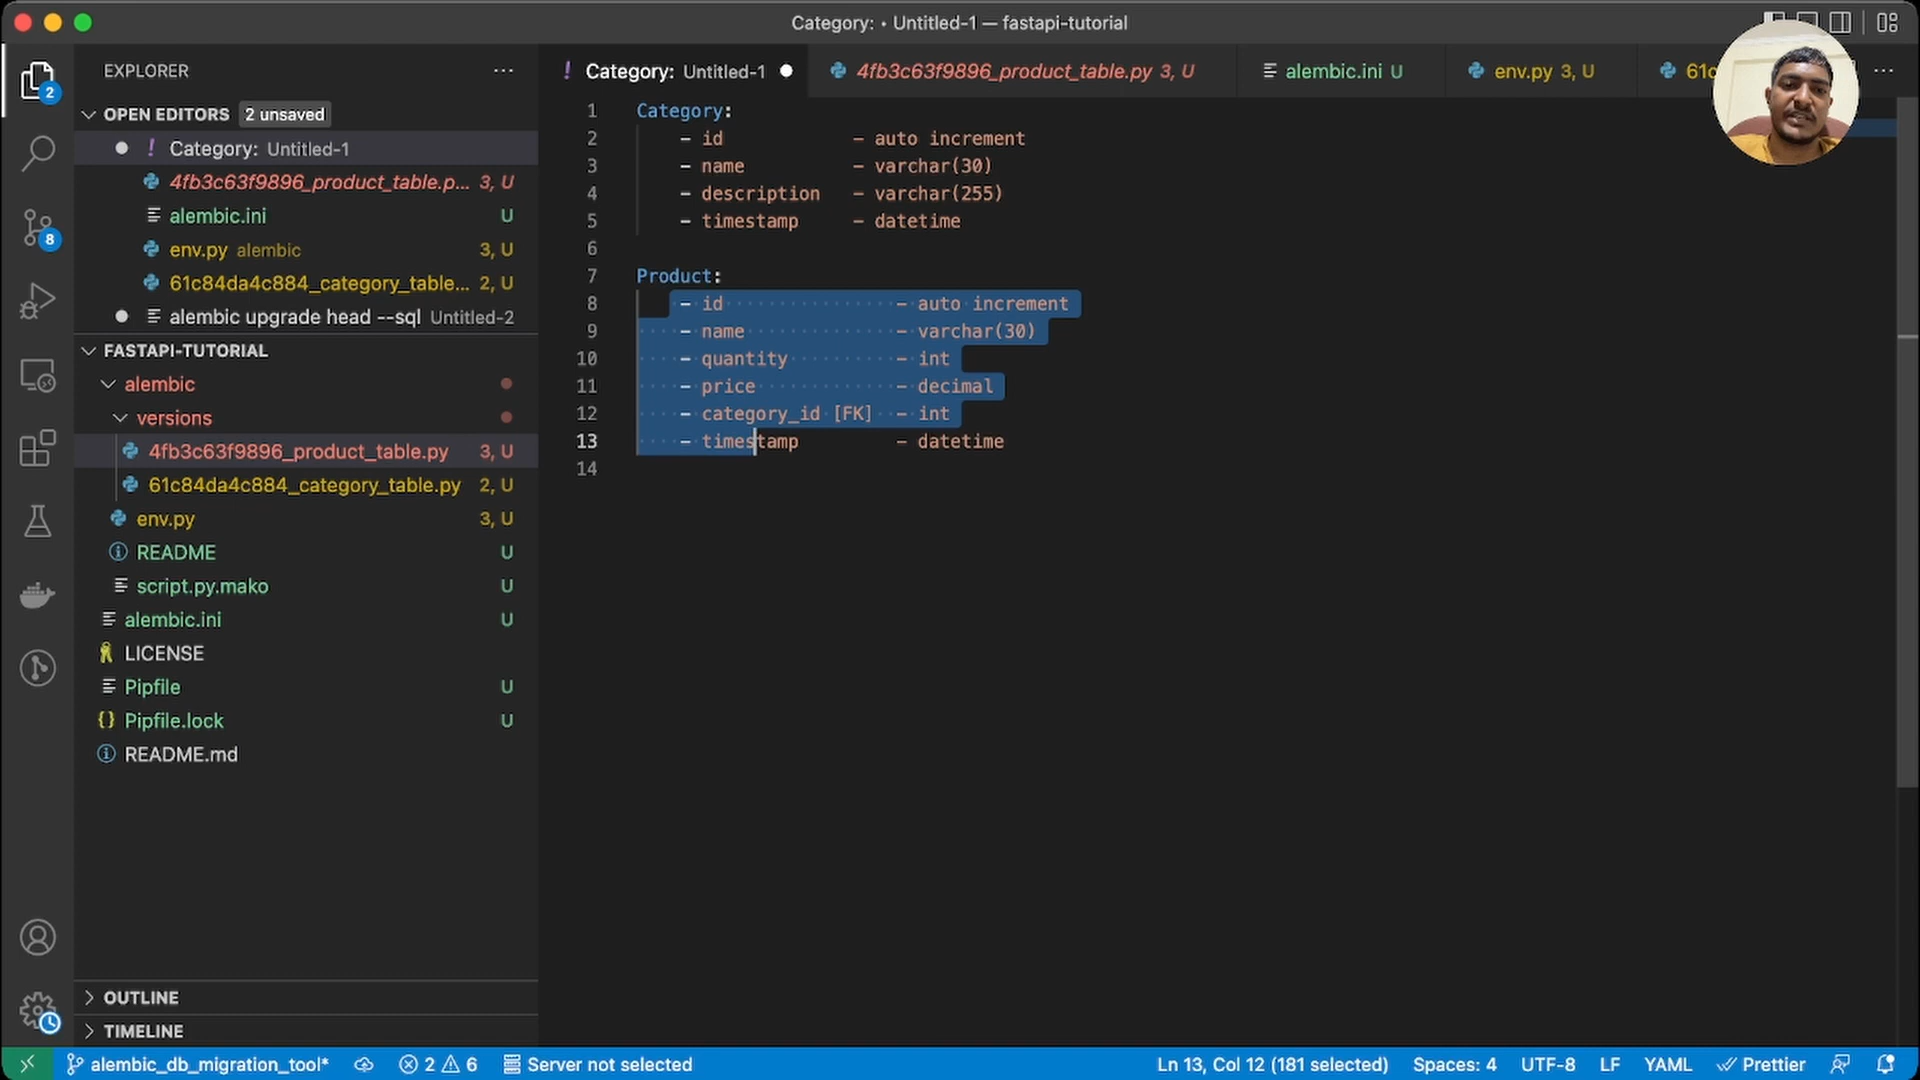 Category: • Untitled-1 — fastapi-tutorial
EXPLORER
OPEN EDITORS 2 unsaved
! Category: Untitled-1
4fb3c63f9896_product_table.p... 3, U
alembic.ini U
env.py alembic 3, U
61c84da4c884_category_table... 2, U
alembic upgrade head --sql Untitled-2
FASTAPI-TUTORIAL
alembic
versions
4fb3c63f9896_product_table.py 3, U
61c84da4c884_category_table.py 2, U
env.py 3, U
README U
script.py.mako U
alembic.ini U
LICENSE
Pipfile U
Pipfile.lock U
README.md
OUTLINE
TIMELINE
2
8
! Category: Untitled-1 4fb3c63f9896_product_table.py 3, U alembic.ini U env.py 3, U
1 Category:
2 - id - auto increment
3 - name - varchar(30)
4 - description - varchar(255)
5 - timestamp - datetime
6
7 Product:
8 - id - auto increment
9 - name - varchar(30)
10 - quantity - int
11 - price - decimal
12 - category_id [FK] - int
13 - timestamp - datetime
14
alembic_db_migration_tool* 2 6 Server not selected Ln 13, Col 12 (181 selected) Spaces: 4 UTF-8 LF YAML Prettier